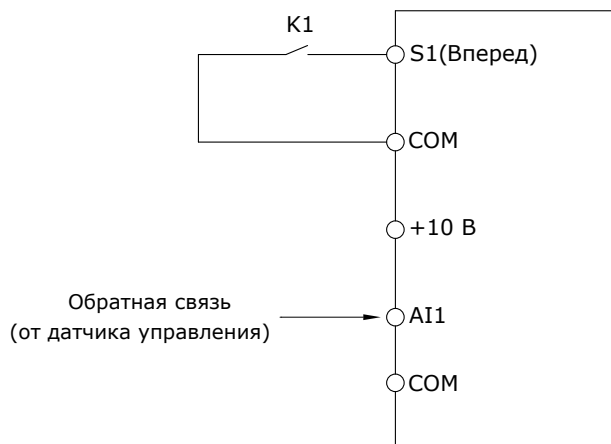 K1
S1(Вперед)
COM
+10 В
Обратная связь
(от датчика управления)
AI1
COM